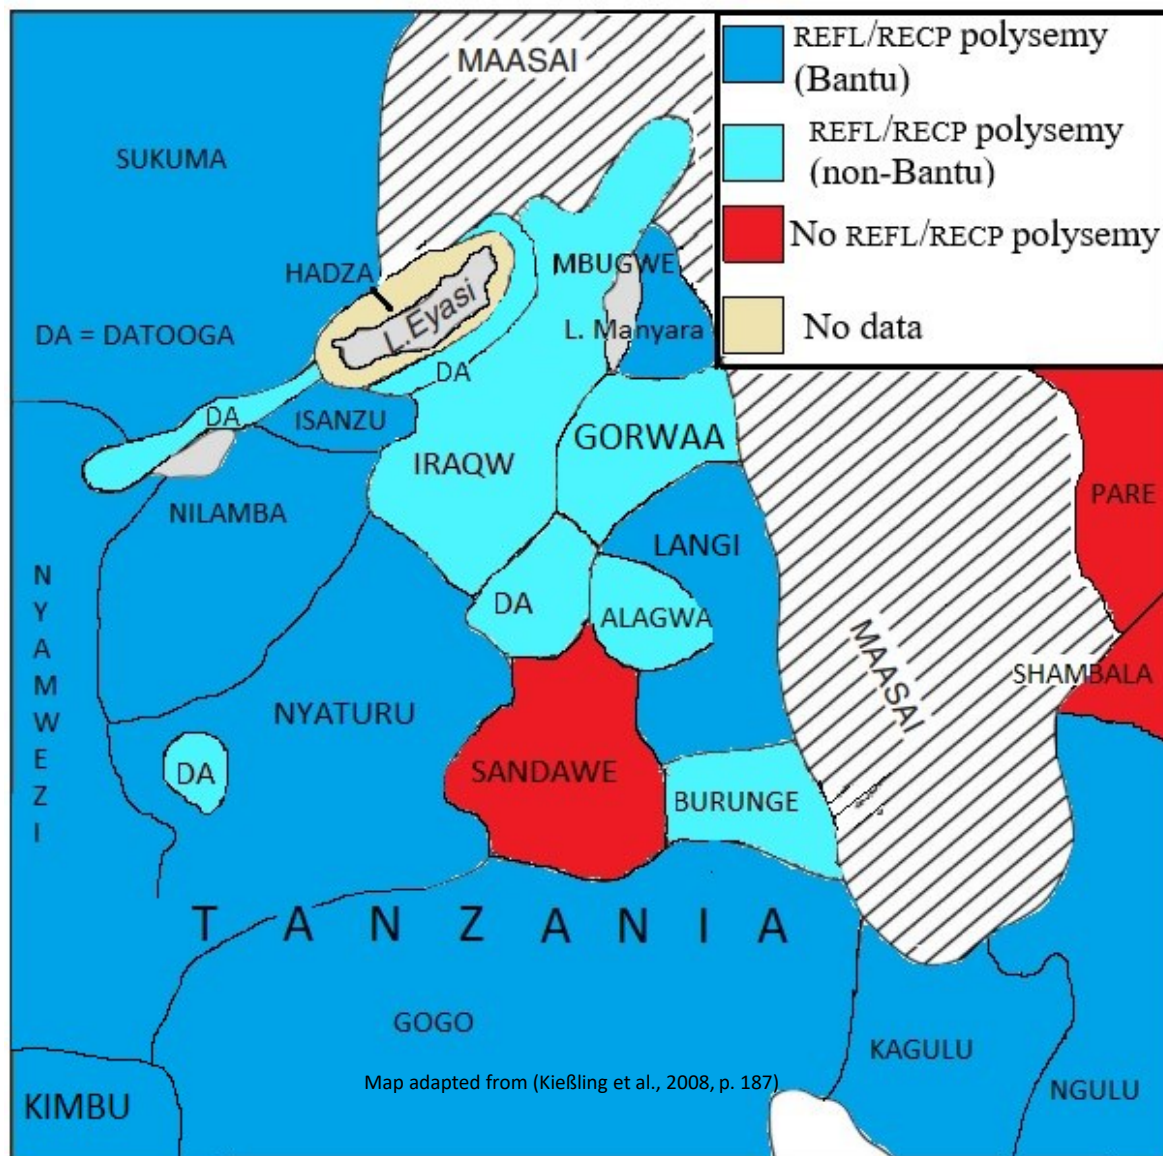 MAASAI
REFL/RECP polysemy
(Bantu)
REFL/RECP polysemy
(non-Bantu)
No REFL/RECP polysemy
No data
SUKUMA
HADZA
L.Eyasi
MBUGWE
L. Manyara
DA = DATOOGA
DA
DA
ISANZU
IRAQW
GORWAA
PARE
NILAMBA
LANGI
NYAMWEZI
DA
ALAGWA
MAASAI
SHAMBALA
NYATURU
DA
SANDAWE
BURUNGE
TANZANIA
GOGO
KAGULU
Map adapted from (Kießling et al., 2008, p. 187)
KIMBU
NGULU